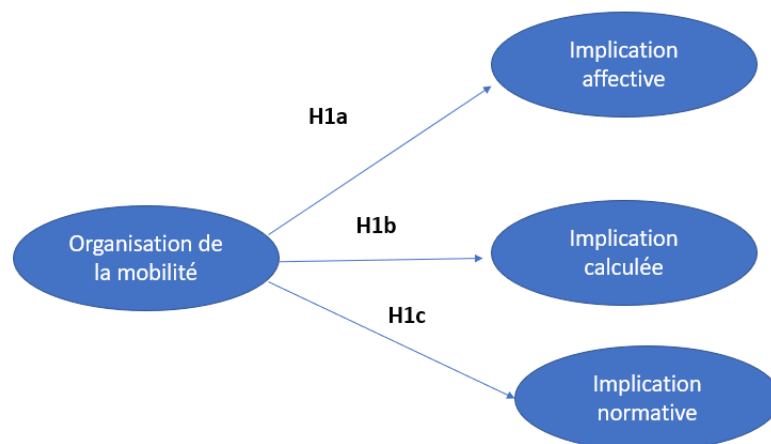 Implication
affective
H1a
Organisation de
la mobilité
H1b
Implication
calculée
H1c
Implication
normative